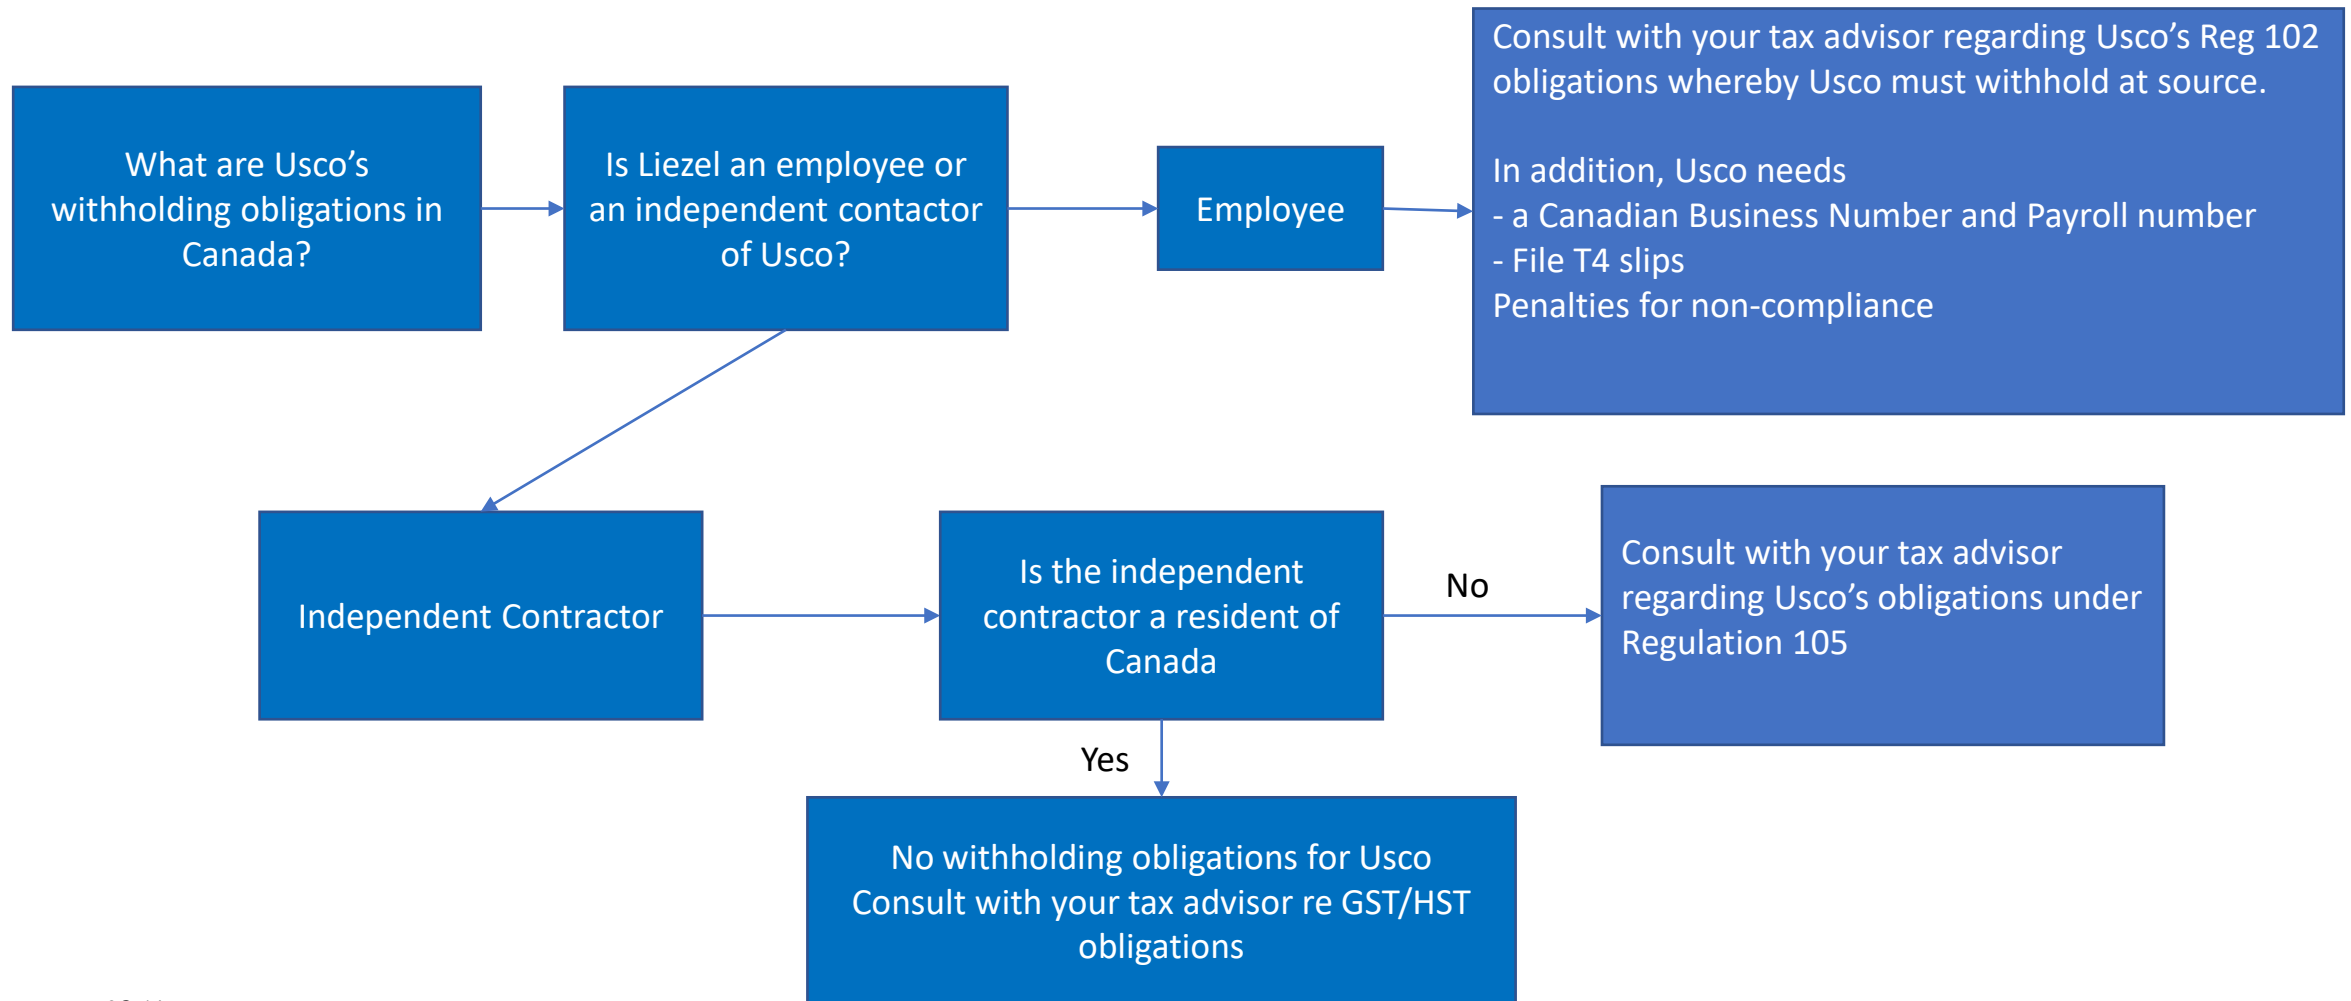 What are Usco’s
withholding obligations in
Canada?
Is Liezel an employee or
an independent contactor
of Usco?
Employee
Consult with your tax advisor regarding Usco’s Reg 102
obligations whereby Usco must withhold at source.
In addition, Usco needs
- a Canadian Business Number and Payroll number
- File T4 slips
Penalties for non-compliance
Independent Contractor
Is the independent
contractor a resident of
Canada
No
Consult with your tax advisor
regarding Usco’s obligations under
Regulation 105
Yes
No withholding obligations for Usco
Consult with your tax advisor re GST/HST
obligations